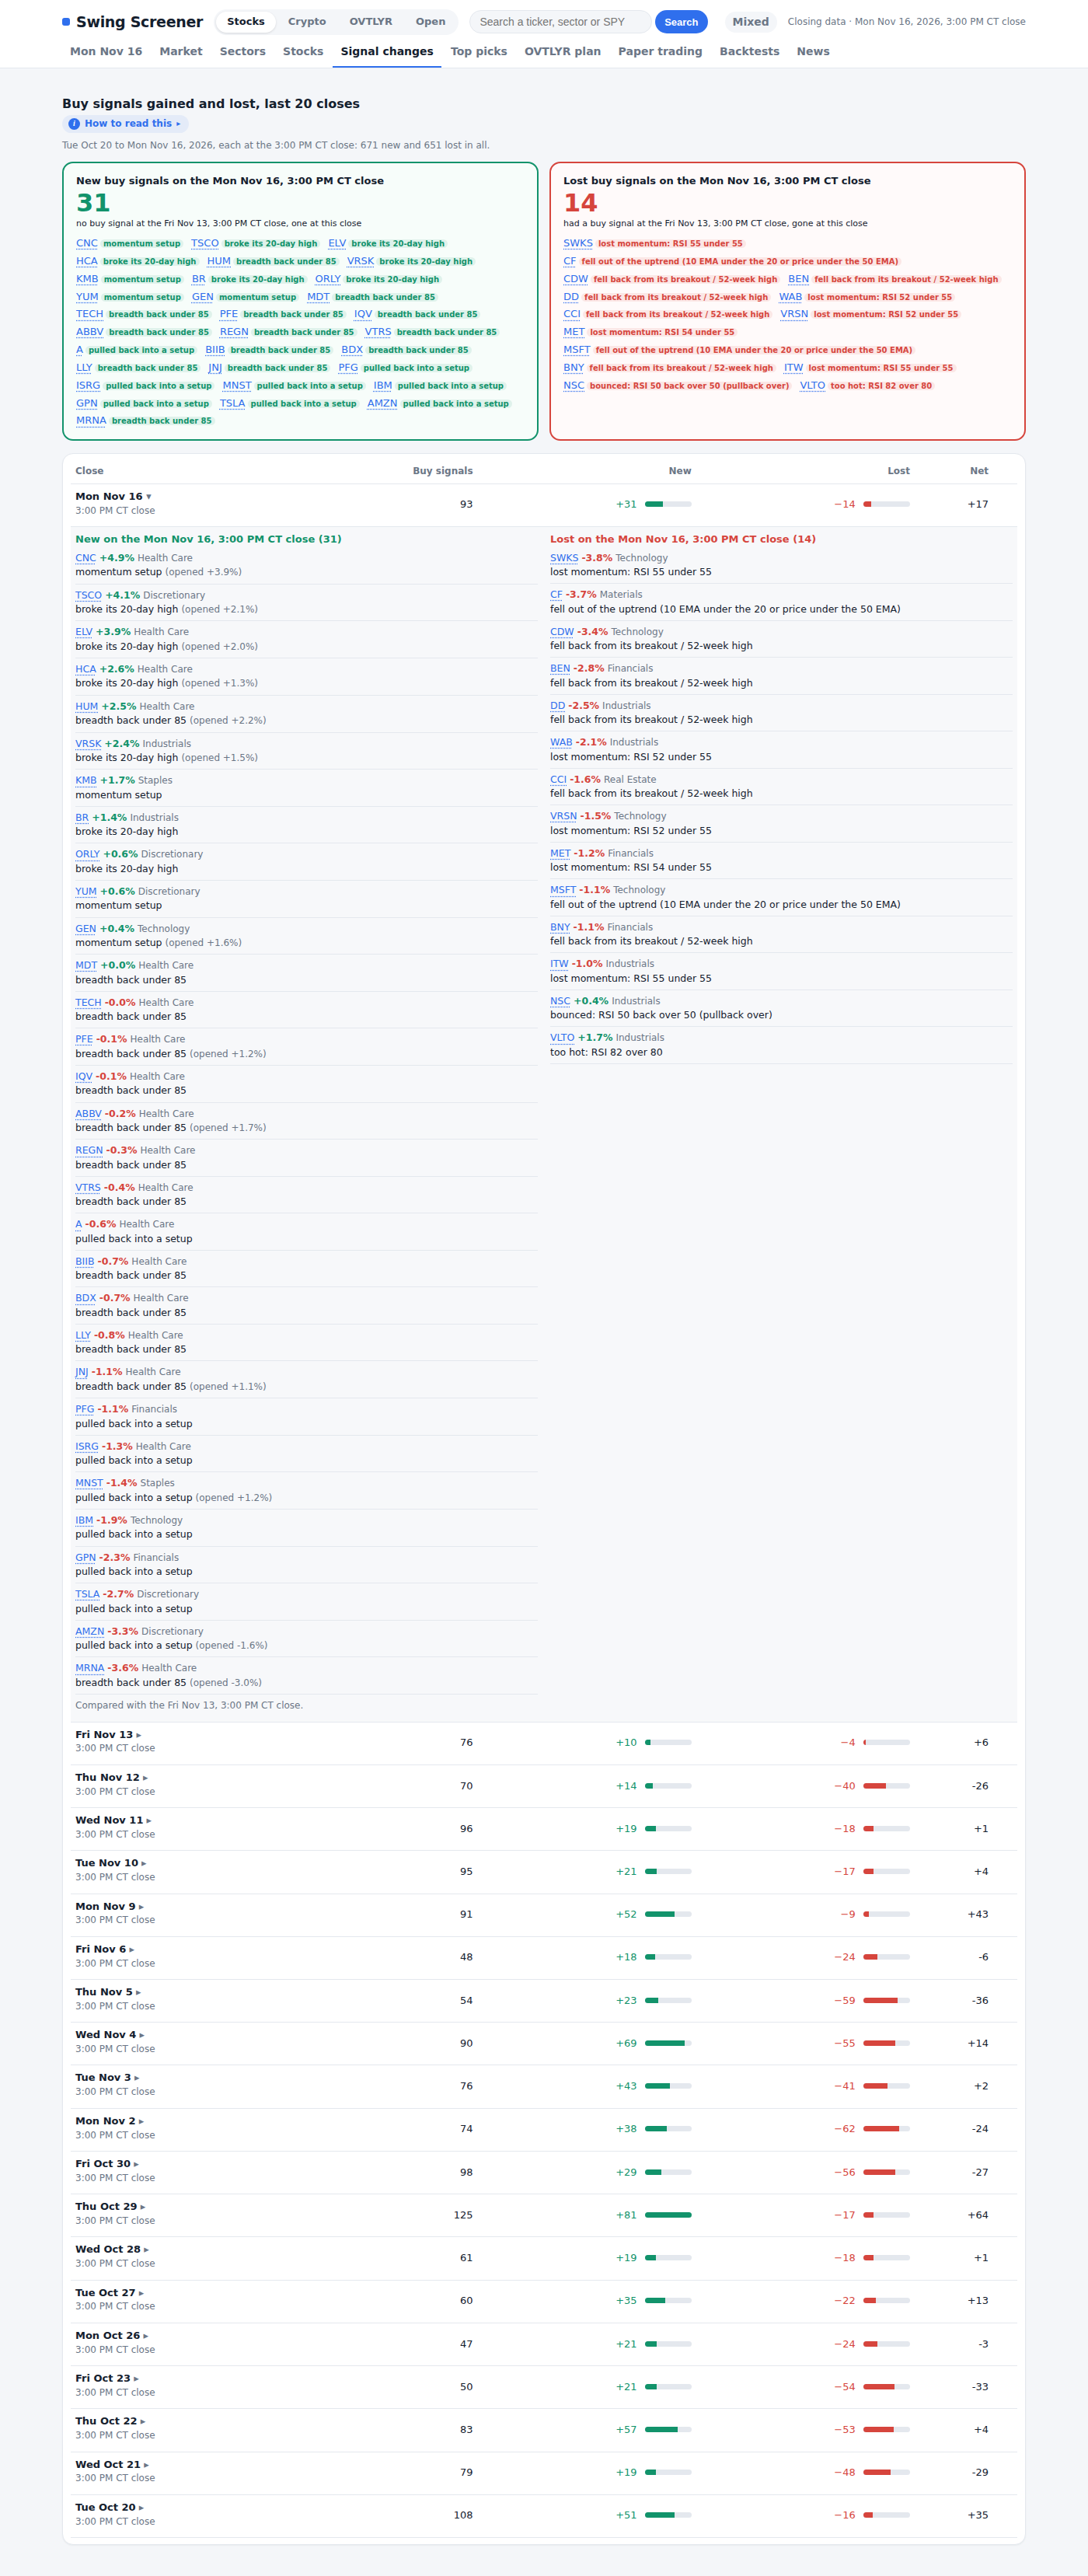 Swing Screener Stocks Crypto OVTLYR Open Search a ticker, sector or SPY Search Mixed Closing data · Mon Nov 16, 2026, 3:00 PM CT close
Mon Nov 16 Market Sectors Stocks Signal changes Top picks OVTLYR plan Paper trading Backtests News
Buy signals gained and lost, last 20 closes
i How to read this ▸
Tue Oct 20 to Mon Nov 16, 2026, each at the 3:00 PM CT close: 671 new and 651 lost in all.
New buy signals on the Mon Nov 16, 3:00 PM CT close
31
no buy signal at the Fri Nov 13, 3:00 PM CT close, one at this close
CNC momentum setup TSCO broke its 20-day high ELV broke its 20-day high
HCA broke its 20-day high HUM breadth back under 85 VRSK broke its 20-day high
KMB momentum setup BR broke its 20-day high ORLY broke its 20-day high
YUM momentum setup GEN momentum setup MDT breadth back under 85
TECH breadth back under 85 PFE breadth back under 85 IQV breadth back under 85
ABBV breadth back under 85 REGN breadth back under 85 VTRS breadth back under 85
A pulled back into a setup BIIB breadth back under 85 BDX breadth back under 85
LLY breadth back under 85 JNJ breadth back under 85 PFG pulled back into a setup
ISRG pulled back into a setup MNST pulled back into a setup IBM pulled back into a setup
GPN pulled back into a setup TSLA pulled back into a setup AMZN pulled back into a setup
MRNA breadth back under 85
Lost buy signals on the Mon Nov 16, 3:00 PM CT close
14
had a buy signal at the Fri Nov 13, 3:00 PM CT close, gone at this close
SWKS lost momentum: RSI 55 under 55
CF fell out of the uptrend (10 EMA under the 20 or price under the 50 EMA)
CDW fell back from its breakout / 52-week high BEN fell back from its breakout / 52-week high
DD fell back from its breakout / 52-week high WAB lost momentum: RSI 52 under 55
CCI fell back from its breakout / 52-week high VRSN lost momentum: RSI 52 under 55
MET lost momentum: RSI 54 under 55
MSFT fell out of the uptrend (10 EMA under the 20 or price under the 50 EMA)
BNY fell back from its breakout / 52-week high ITW lost momentum: RSI 55 under 55
NSC bounced: RSI 50 back over 50 (pullback over) VLTO too hot: RSI 82 over 80
Close Buy signals New Lost Net
Mon Nov 16 ▾
3:00 PM CT close 93 +31 −14 +17
New on the Mon Nov 16, 3:00 PM CT close (31)
CNC +4.9% Health Care
momentum setup (opened +3.9%)
TSCO +4.1% Discretionary
broke its 20-day high (opened +2.1%)
ELV +3.9% Health Care
broke its 20-day high (opened +2.0%)
HCA +2.6% Health Care
broke its 20-day high (opened +1.3%)
HUM +2.5% Health Care
breadth back under 85 (opened +2.2%)
VRSK +2.4% Industrials
broke its 20-day high (opened +1.5%)
KMB +1.7% Staples
momentum setup
BR +1.4% Industrials
broke its 20-day high
ORLY +0.6% Discretionary
broke its 20-day high
YUM +0.6% Discretionary
momentum setup
GEN +0.4% Technology
momentum setup (opened +1.6%)
MDT +0.0% Health Care
breadth back under 85
TECH -0.0% Health Care
breadth back under 85
PFE -0.1% Health Care
breadth back under 85 (opened +1.2%)
IQV -0.1% Health Care
breadth back under 85
ABBV -0.2% Health Care
breadth back under 85 (opened +1.7%)
REGN -0.3% Health Care
breadth back under 85
VTRS -0.4% Health Care
breadth back under 85
A -0.6% Health Care
pulled back into a setup
BIIB -0.7% Health Care
breadth back under 85
BDX -0.7% Health Care
breadth back under 85
LLY -0.8% Health Care
breadth back under 85
JNJ -1.1% Health Care
breadth back under 85 (opened +1.1%)
PFG -1.1% Financials
pulled back into a setup
ISRG -1.3% Health Care
pulled back into a setup
MNST -1.4% Staples
pulled back into a setup (opened +1.2%)
IBM -1.9% Technology
pulled back into a setup
GPN -2.3% Financials
pulled back into a setup
TSLA -2.7% Discretionary
pulled back into a setup
AMZN -3.3% Discretionary
pulled back into a setup (opened -1.6%)
MRNA -3.6% Health Care
breadth back under 85 (opened -3.0%)
Compared with the Fri Nov 13, 3:00 PM CT close.
Lost on the Mon Nov 16, 3:00 PM CT close (14)
SWKS -3.8% Technology
lost momentum: RSI 55 under 55
CF -3.7% Materials
fell out of the uptrend (10 EMA under the 20 or price under the 50 EMA)
CDW -3.4% Technology
fell back from its breakout / 52-week high
BEN -2.8% Financials
fell back from its breakout / 52-week high
DD -2.5% Industrials
fell back from its breakout / 52-week high
WAB -2.1% Industrials
lost momentum: RSI 52 under 55
CCI -1.6% Real Estate
fell back from its breakout / 52-week high
VRSN -1.5% Technology
lost momentum: RSI 52 under 55
MET -1.2% Financials
lost momentum: RSI 54 under 55
MSFT -1.1% Technology
fell out of the uptrend (10 EMA under the 20 or price under the 50 EMA)
BNY -1.1% Financials
fell back from its breakout / 52-week high
ITW -1.0% Industrials
lost momentum: RSI 55 under 55
NSC +0.4% Industrials
bounced: RSI 50 back over 50 (pullback over)
VLTO +1.7% Industrials
too hot: RSI 82 over 80
Fri Nov 13 ▸
3:00 PM CT close 76 +10 −4 +6
Thu Nov 12 ▸
3:00 PM CT close 70 +14 −40 -26
Wed Nov 11 ▸
3:00 PM CT close 96 +19 −18 +1
Tue Nov 10 ▸
3:00 PM CT close 95 +21 −17 +4
Mon Nov 9 ▸
3:00 PM CT close 91 +52 −9 +43
Fri Nov 6 ▸
3:00 PM CT close 48 +18 −24 -6
Thu Nov 5 ▸
3:00 PM CT close 54 +23 −59 -36
Wed Nov 4 ▸
3:00 PM CT close 90 +69 −55 +14
Tue Nov 3 ▸
3:00 PM CT close 76 +43 −41 +2
Mon Nov 2 ▸
3:00 PM CT close 74 +38 −62 -24
Fri Oct 30 ▸
3:00 PM CT close 98 +29 −56 -27
Thu Oct 29 ▸
3:00 PM CT close 125 +81 −17 +64
Wed Oct 28 ▸
3:00 PM CT close 61 +19 −18 +1
Tue Oct 27 ▸
3:00 PM CT close 60 +35 −22 +13
Mon Oct 26 ▸
3:00 PM CT close 47 +21 −24 -3
Fri Oct 23 ▸
3:00 PM CT close 50 +21 −54 -33
Thu Oct 22 ▸
3:00 PM CT close 83 +57 −53 +4
Wed Oct 21 ▸
3:00 PM CT close 79 +19 −48 -29
Tue Oct 20 ▸
3:00 PM CT close 108 +51 −16 +35